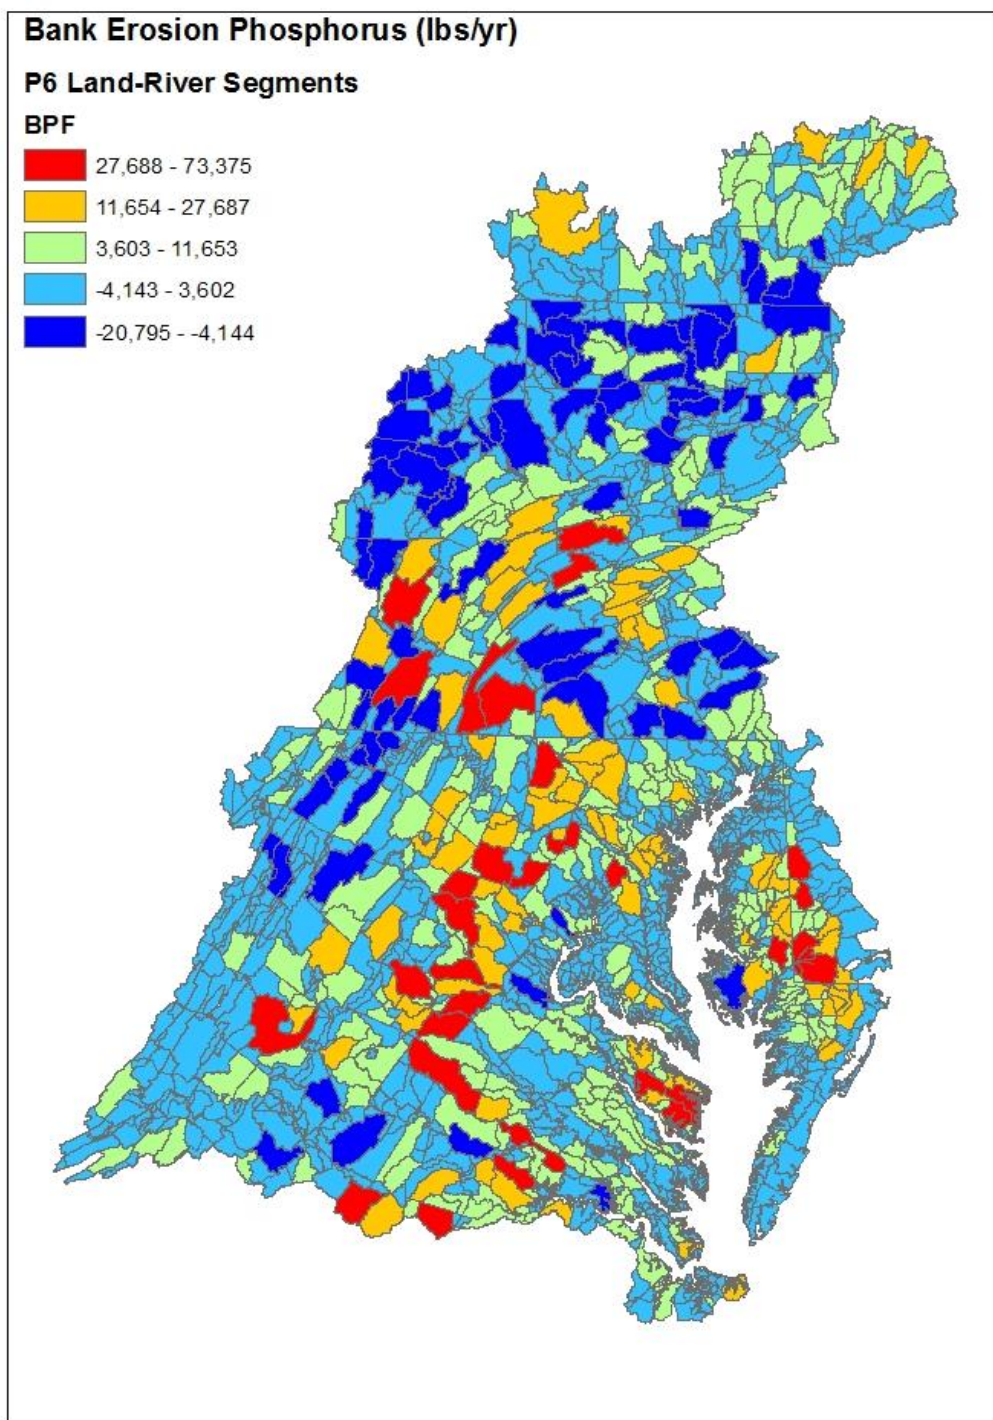 Bank Erosion Phosphorus (lbs/yr)
P6 Land-River Segments
BPF
27,688 - 73,375
11,654 - 27,687
3,603 - 11,653
-4,143 - 3,602
-20,795 - -4,144